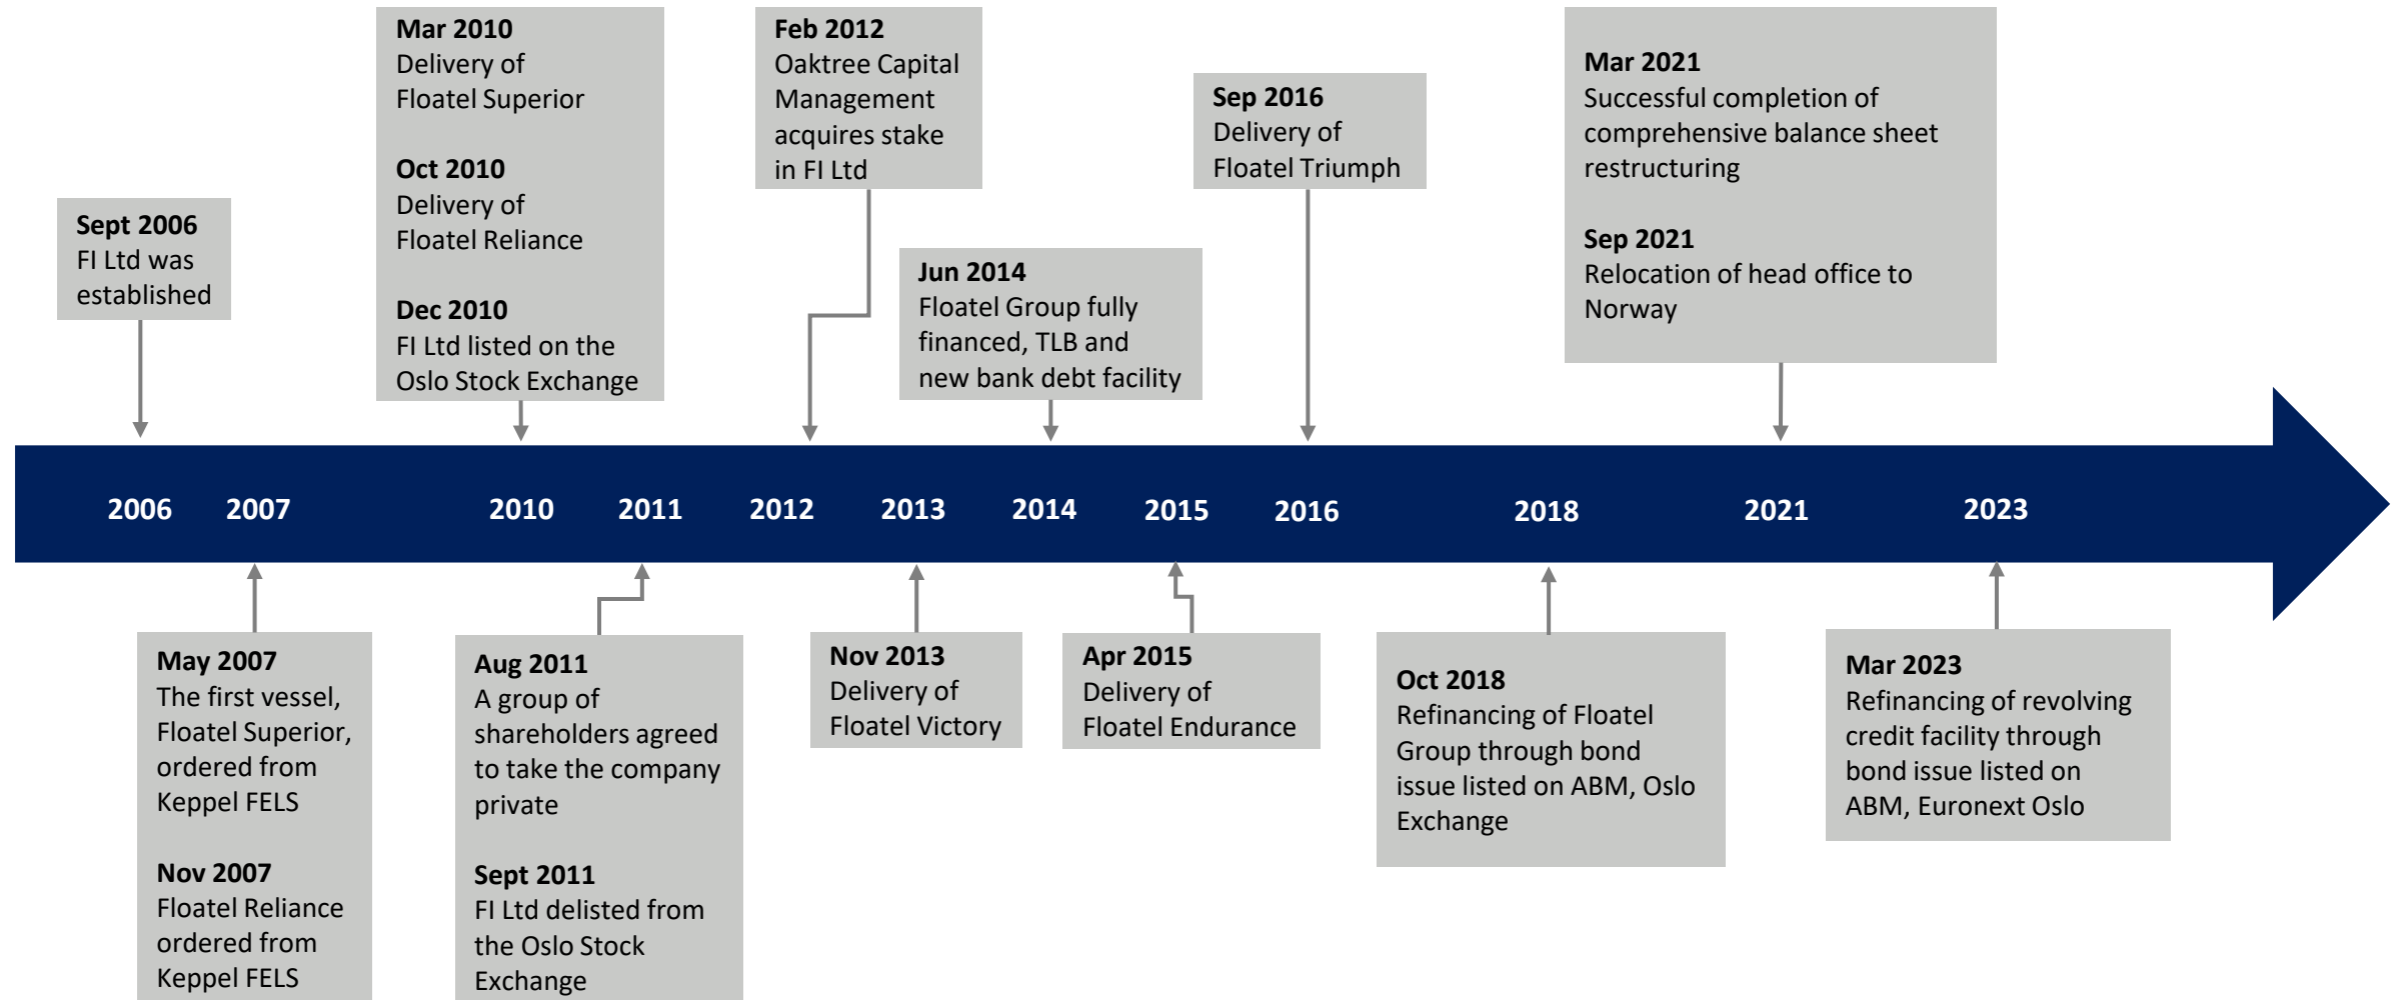 Mar 2010
Delivery of
Floatel Superior
Oct 2010
Delivery of
Floatel Reliance
Dec 2010
FI Ltd listed on the
Oslo Stock Exchange
Feb 2012
Oaktree Capital
Management
acquires stake
in FI Ltd
Sep 2016
Delivery of
Floatel Triumph
Mar 2021
Successful completion of
comprehensive balance sheet
restructuring
Sep 2021
Relocation of head office to
Norway
Sept 2006
FI Ltd was
established
Jun 2014
Floatel Group fully
financed, TLB and
new bank debt facility
2006 2007 2010 2011 2012 2013 2014 2015 2016 2018 2021 2023
May 2007
The first vessel,
Floatel Superior,
ordered from
Keppel FELS
Nov 2007
Floatel Reliance
ordered from
Keppel FELS
Aug 2011
A group of
shareholders agreed
to take the company
private
Sept 2011
FI Ltd delisted from
the Oslo Stock
Exchange
Nov 2013
Delivery of
Floatel Victory
Apr 2015
Delivery of
Floatel Endurance
Oct 2018
Refinancing of Floatel
Group through bond
issue listed on ABM, Oslo
Exchange
Mar 2023
Refinancing of revolving
credit facility through
bond issue listed on
ABM, Euronext Oslo